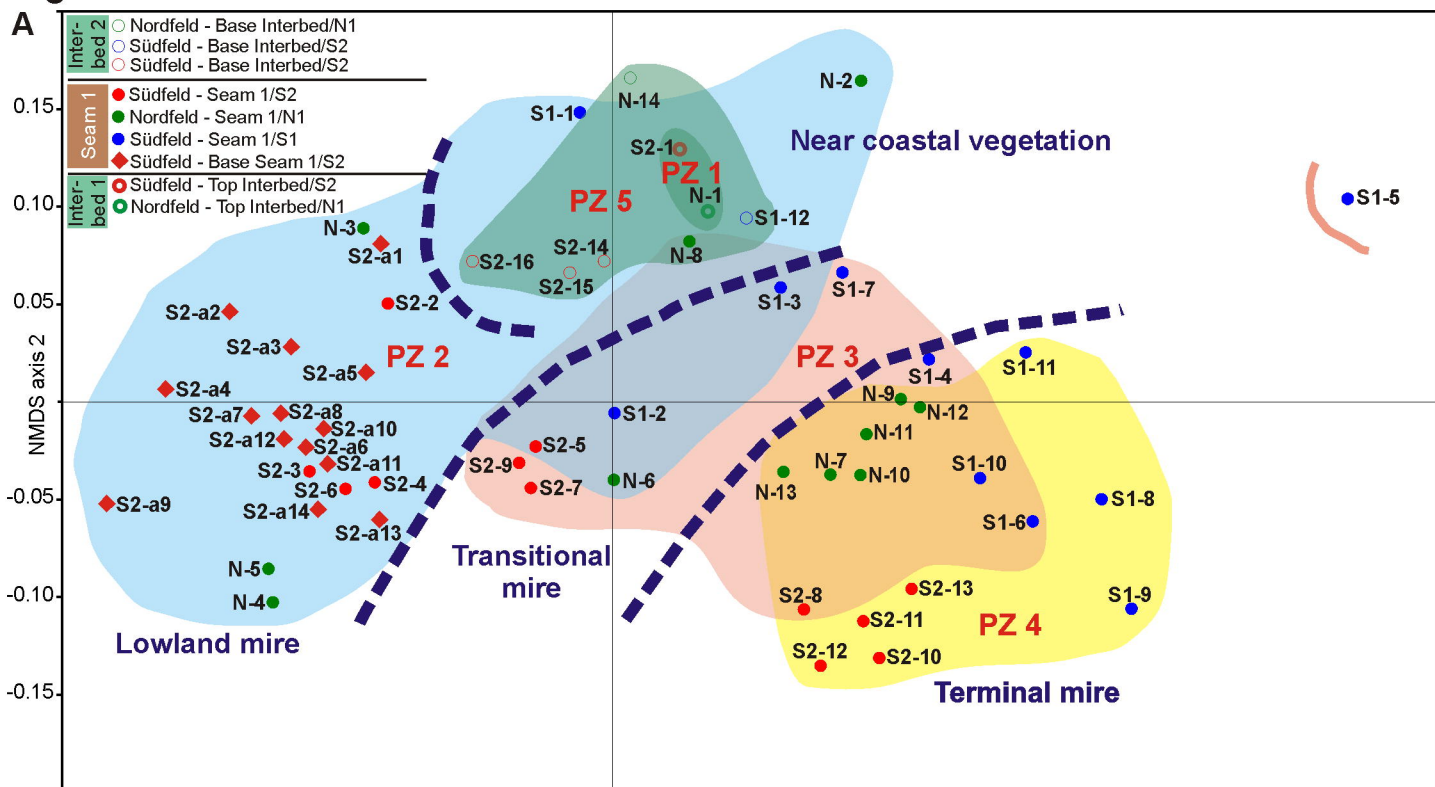 A
Inter-
bed 2
Nordfeld - Base Interbed/N1
Südfeld - Base Interbed/S2
Südfeld - Base Interbed/S2
Seam 1
Südfeld - Seam 1/S2
Nordfeld - Seam 1/N1
Südfeld - Seam 1/S1
Südfeld - Base Seam 1/S2
Inter-
bed 1
Südfeld - Top Interbed/S2
Nordfeld - Top Interbed/N1
NMDS axis 2
0.15
0.10
0.05
0
-0.05
-0.10
-0.15
N-2
N-14
S1-1
Near coastal vegetation
S2-1
PZ 1
N-1
PZ 5
S1-5
S1-12
N-3
S2-a1
N-8
S2-14
S2-16
S2-15
S1-7
S1-3
S2-2
S2-a2
S2-a3
PZ 2
PZ 3
S2-a5
S1-4
S1-11
S2-a4
N-9
N-12
S2-a7
S2-a8
S1-2
S2-a10
S2-a12
N-11
S2-a6
S2-5
S2-a11
S2-9
S2-3
S1-10
N-7
N-10
N-13
S2-4
S2-6
S2-7
N-6
S2-a9
S1-8
S2-a14
S1-6
S2-a13
Transitional
mire
N-5
N-4
S2-8
S2-13
S1-9
S2-11
PZ 4
Lowland mire
S2-12
S2-10
Terminal mire